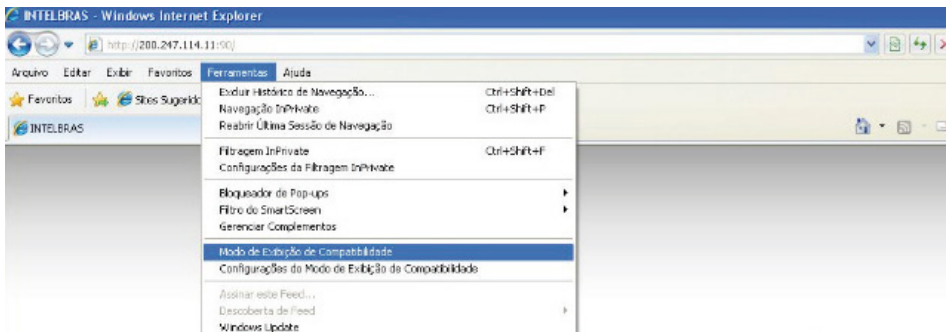 INTELBRAS - Windows Internet Explorer
http://200.247.114.11:90/
Arquivo Editar Exibir Favoritos Ferramentas Ajuda
Favoritos Sites Sugerido
INTELBRAS
Excluir Histórico de Navegação... Ctrl+Shift+Del
Navegação InPrivate Ctrl+Shift+P
Reabrir Última Sessão de Navegação
Filtragem InPrivate Ctrl+Shift+F
Configurações da Filtragem InPrivate
Bloqueador de Pop-ups
Filtro do SmartScreen
Gerenciar Complementos
Modo de Exibição de Compatibilidade
Configurações do Modo de Exibição de Compatibilidade
Assinar este Feed...
Descoberta de Feed
Windows Update